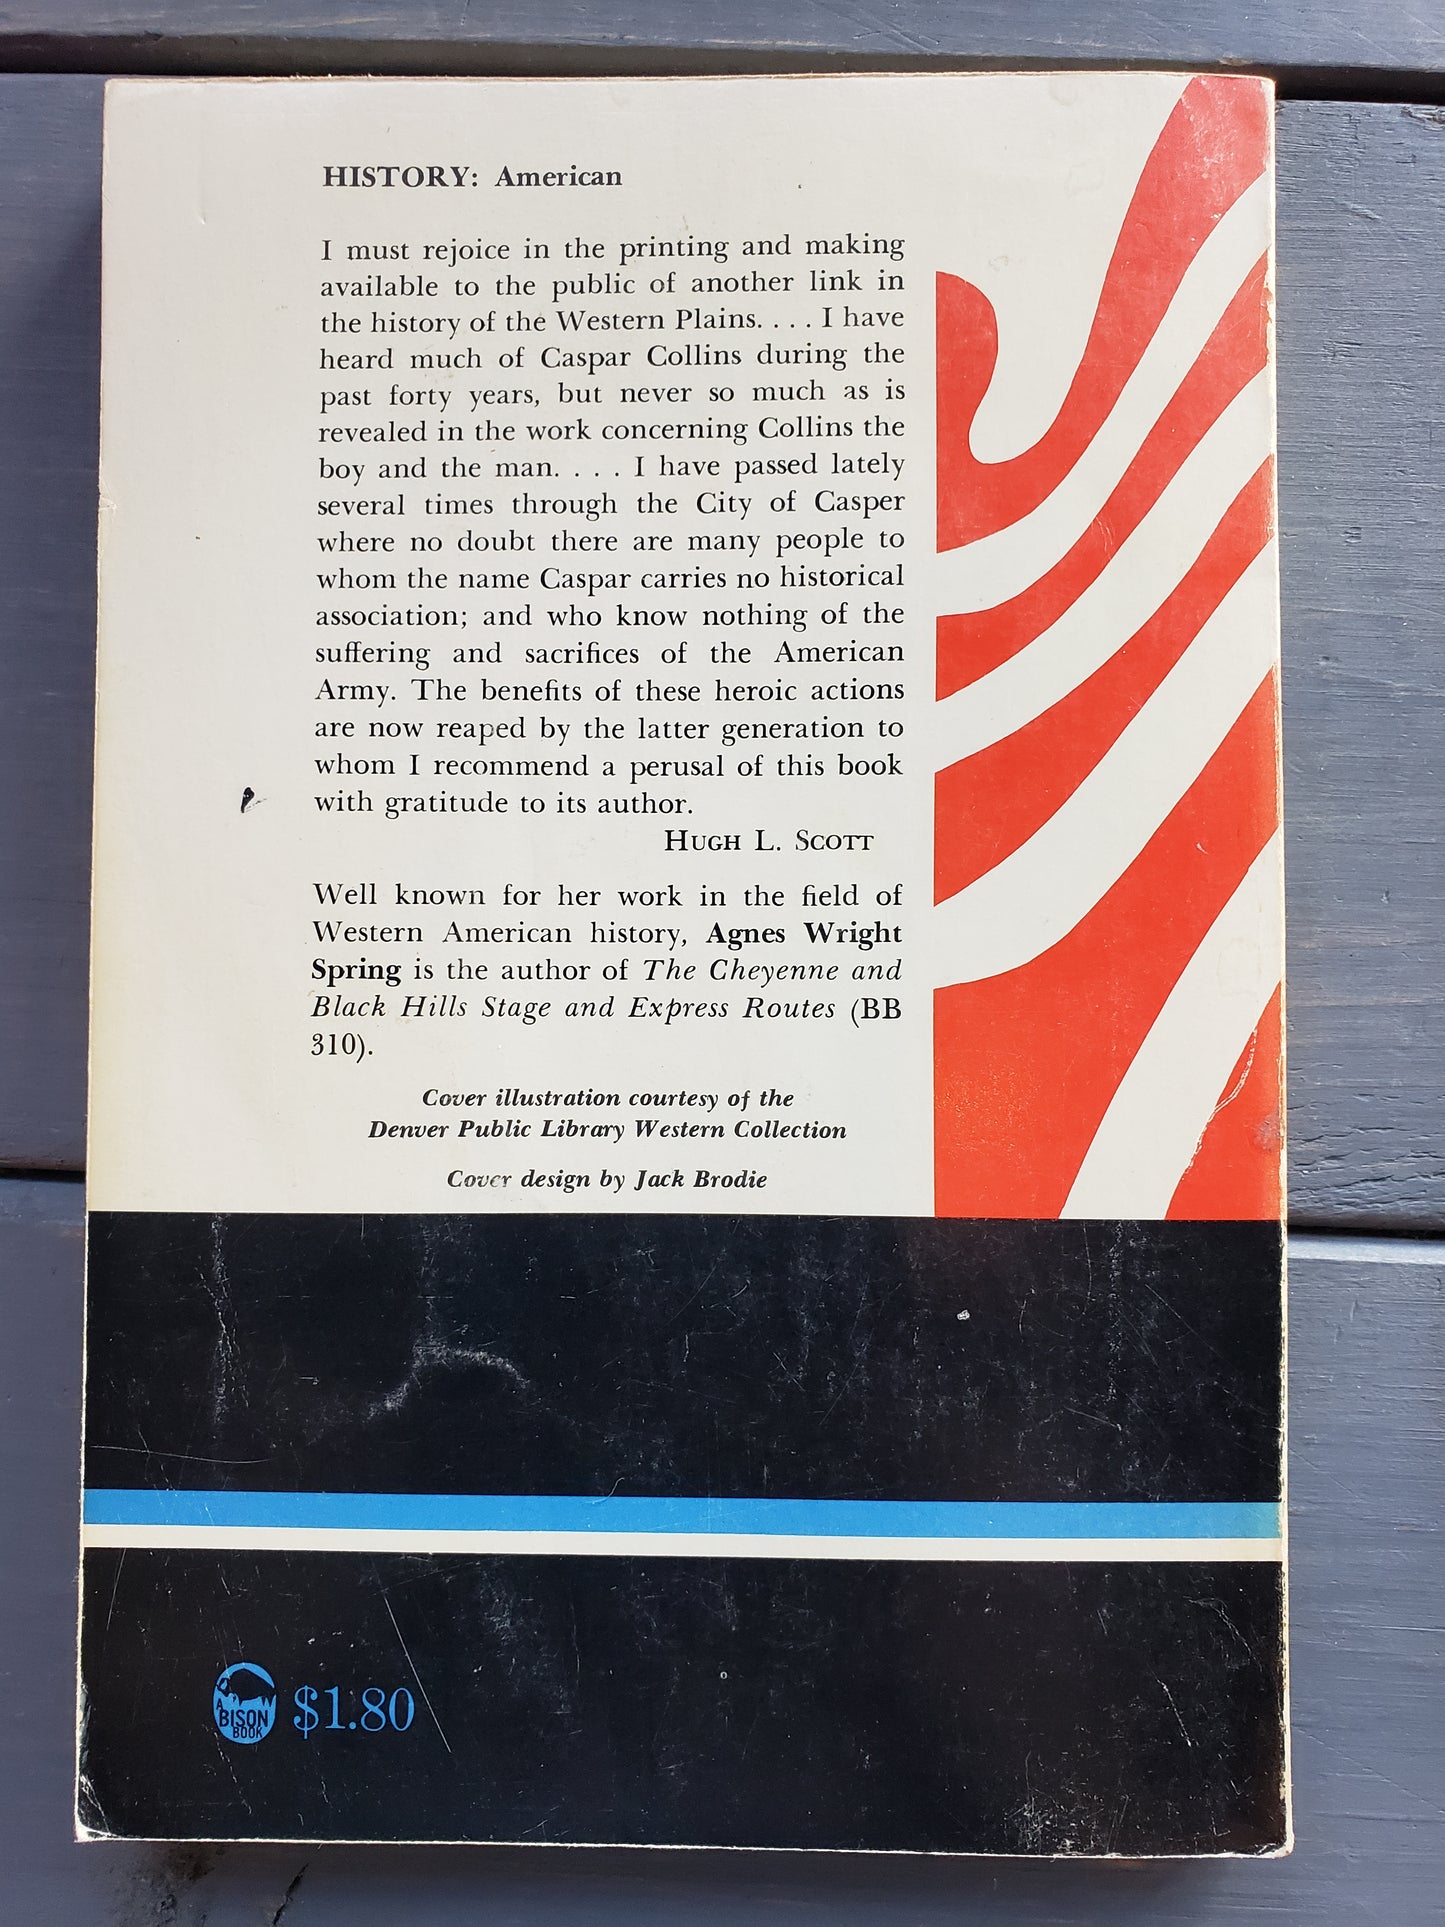 HISTORY: American
I must rejoice in the printing and making
available to the public of another link in
the history of the Western Plains. . . . I have
heard much of Caspar Collins during the
past forty years, but never so much as is
revealed in the work concerning Collins the
boy and the man. . . . I have passed lately
several times through the City of Casper
where no doubt there are many people to
whom the name Caspar carries no historical
association; and who know nothing of the
suffering and sacrifices of the American
Army. The benefits of these heroic actions
are now reaped by the latter generation to
whom I recommend a perusal of this book
with gratitude to its author.
HUGH L. SCOTT
Well known for her work in the field of
Western American history, Agnes Wright
Spring is the author of The Cheyenne and
Black Hills Stage and Express Routes (BB
310).
Cover illustration courtesy of the
Denver Public Library Western Collection
Cover design by Jack Brodie
A
BISON
BOOK
$1.80